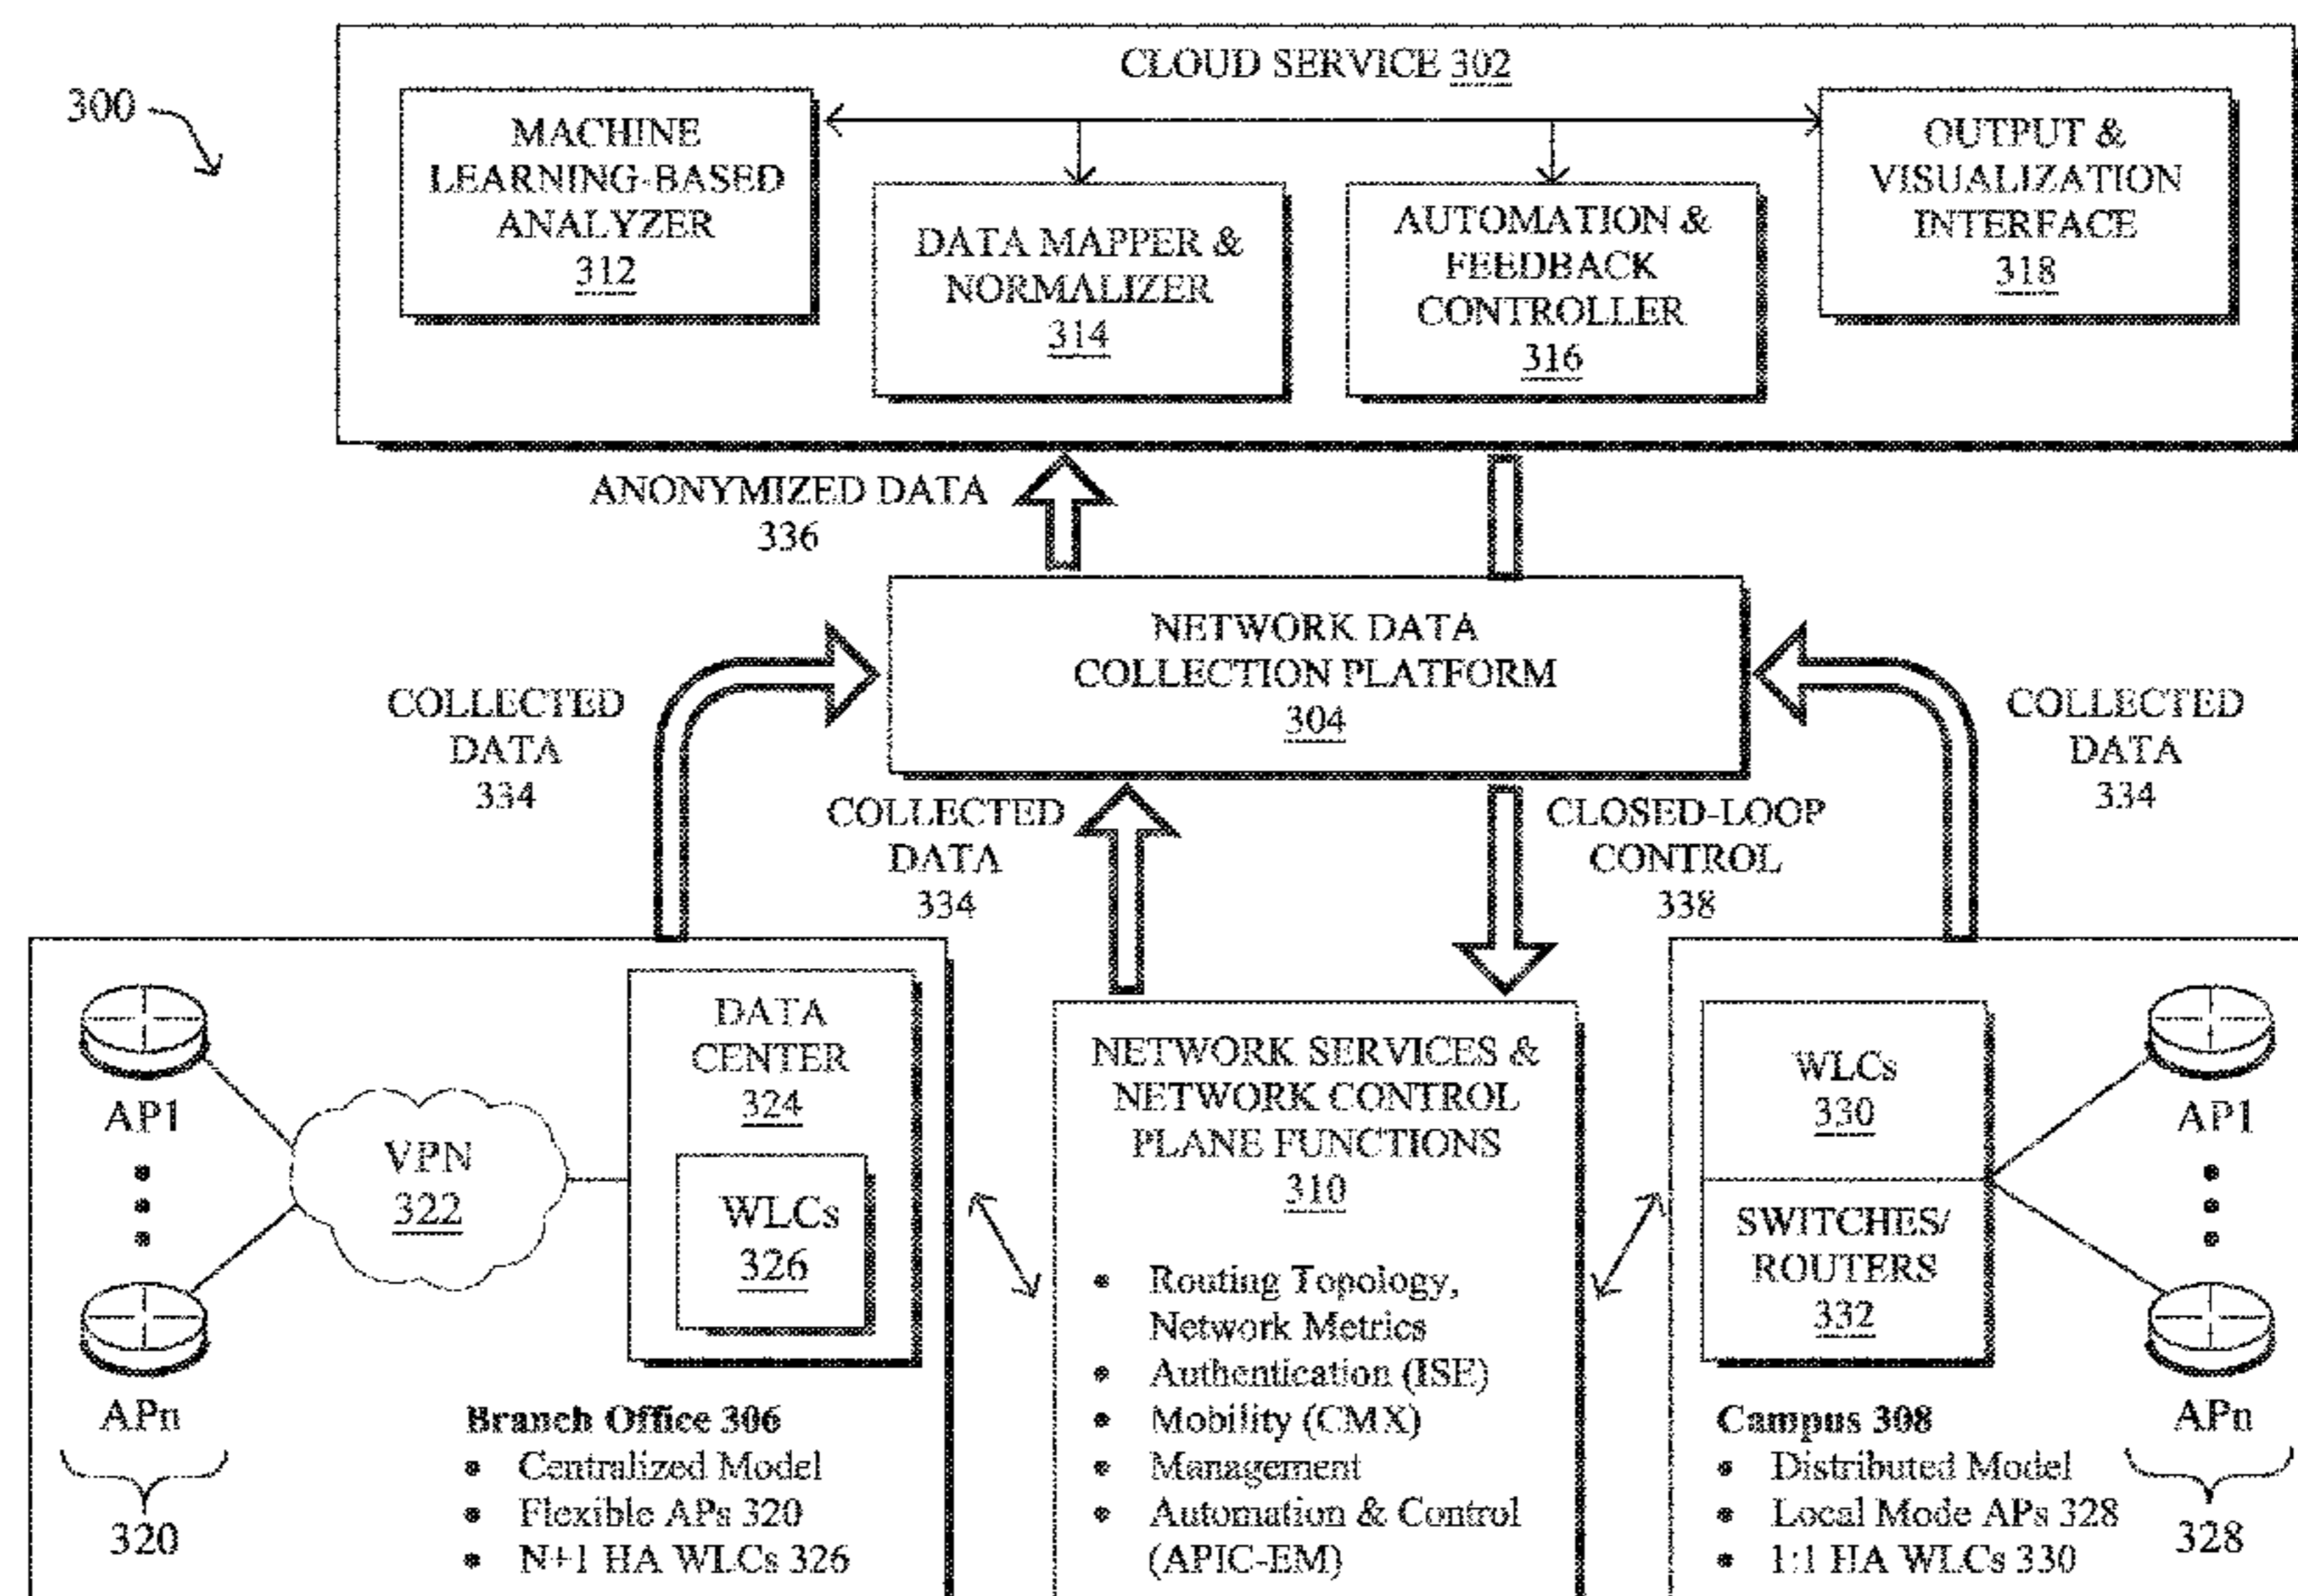 300
CLOUD SERVICE 302
MACHINE
LEARNING-BASED
ANALYZER
312
DATA MAPPER &
NORMALIZER
314
AUTOMATION &
FEEDBACK
CONTROLLER
316
OUTPUT &
VISUALIZATION
INTERFACE
318
ANONYMIZED DATA
336
NETWORK DATA
COLLECTION PLATFORM
304
COLLECTED
DATA
334
COLLECTED
DATA
334
CLOSED-LOOP
CONTROL
338
COLLECTED
DATA
334
AP1
APn
320
VPN
322
DATA
CENTER
324
WLCs
326
Branch Office 306
• Centralized Model
• Flexible APs 320
• N+1 HA WLCs 326
NETWORK SERVICES &
NETWORK CONTROL
PLANE FUNCTIONS
310
• Routing Topology,
Network Metrics
• Authentication (ISE)
• Mobility (CMX)
• Management
• Automation & Control
(APIC-EM)
WLCs
330
SWITCHES/
ROUTERS
332
Campus 308
• Distributed Model
• Local Mode APs 328
• 1:1 HA WLCs 330
AP1
APn
328